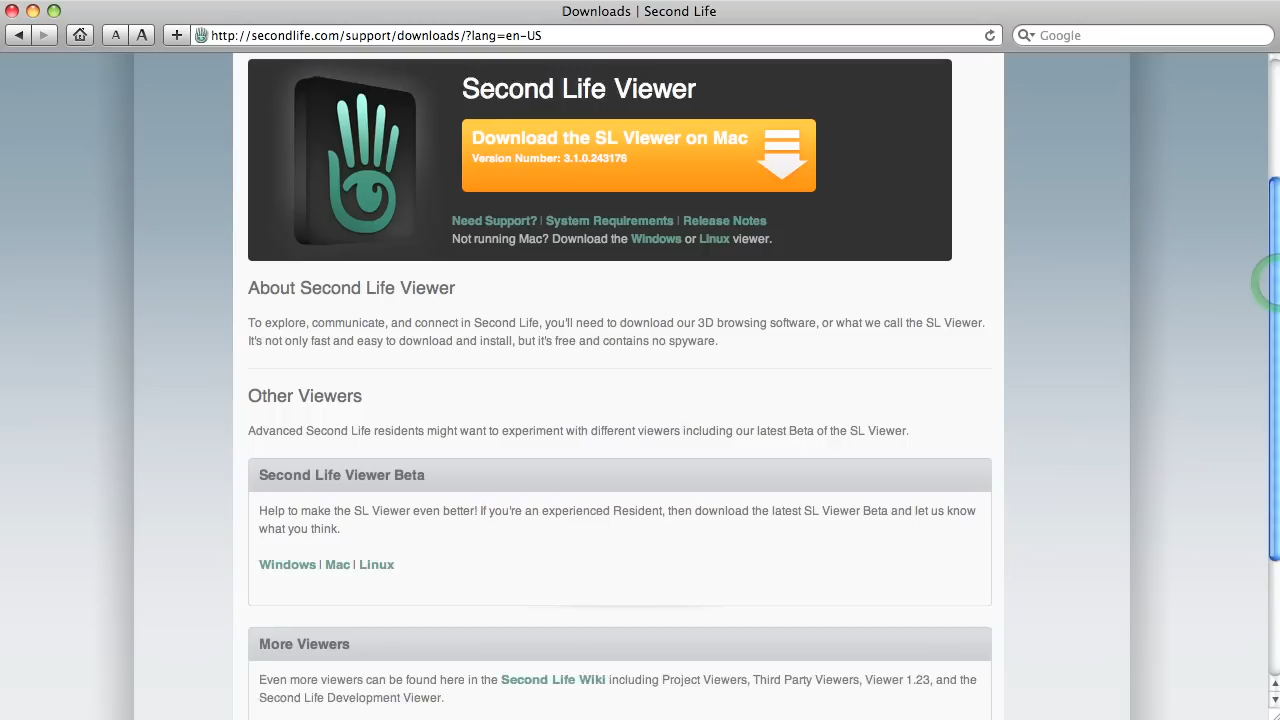 Downloads | Second Life
A A + http://secondlife.com/support/downloads/?lang=en-US Google
Second Life Viewer
Download the SL Viewer on Mac
Version Number: 3.1.0.243176
Need Support? | System Requirements | Release Notes
Not running Mac? Download the Windows or Linux viewer.
About Second Life Viewer
To explore, communicate, and connect in Second Life, you'll need to download our 3D browsing software, or what we call the SL Viewer.
It's not only fast and easy to download and install, but it's free and contains no spyware.
Other Viewers
Advanced Second Life residents might want to experiment with different viewers including our latest Beta of the SL Viewer.
Second Life Viewer Beta
Help to make the SL Viewer even better! If you're an experienced Resident, then download the latest SL Viewer Beta and let us know
what you think.
Windows | Mac | Linux
More Viewers
Even more viewers can be found here in the Second Life Wiki including Project Viewers, Third Party Viewers, Viewer 1.23, and the
Second Life Development Viewer.